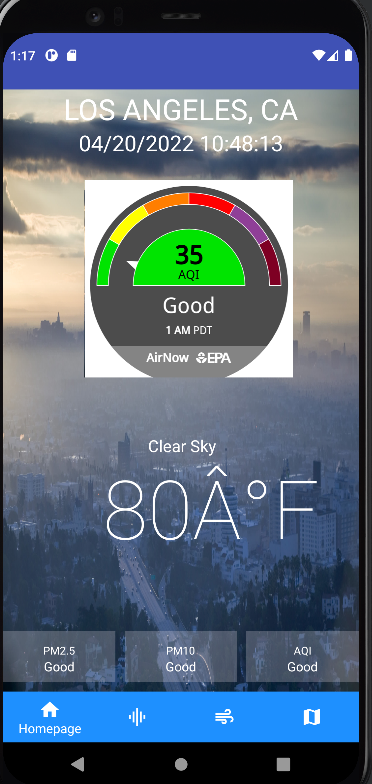 1:17
LOS ANGELES, CA
04/20/2022 10:48:13
35
AQI
Good
1 AM PDT
AirNow EPA
Clear Sky
80Â°F
PM2.5
Good
PM10
Good
AQI
Good
Homepage